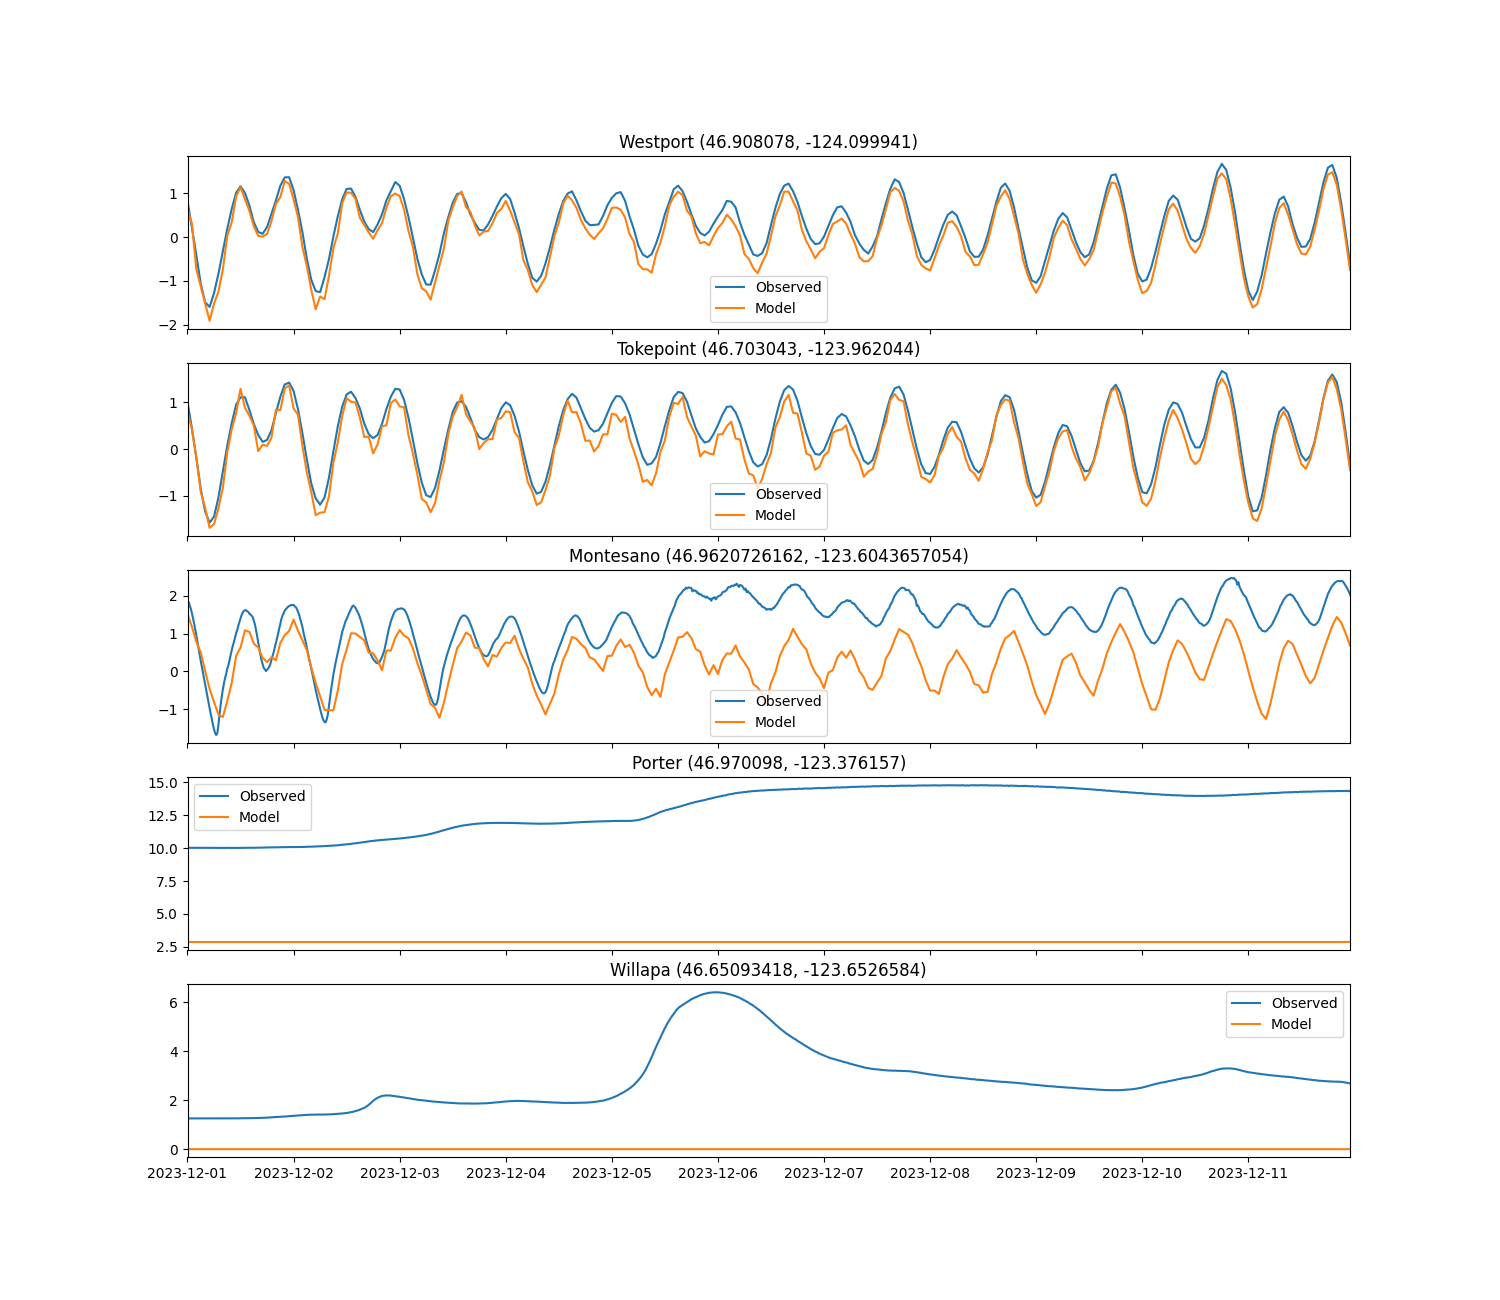 Westport (46.908078, -124.099941)
1
0
−1
−2
Observed
Model
Tokepoint (46.703043, -123.962044)
1
0
−1
Observed
Model
Montesano (46.9620726162, -123.6043657054)
2
1
0
−1
Observed
Model
Porter (46.970098, -123.376157)
15.0
12.5
10.0
7.5
5.0
2.5
Observed
Model
Willapa (46.65093418, -123.6526584)
6
4
2
0
Observed
Model
2023-12-01 2023-12-02 2023-12-03 2023-12-04 2023-12-05 2023-12-06 2023-12-07 2023-12-08 2023-12-09 2023-12-10 2023-12-11